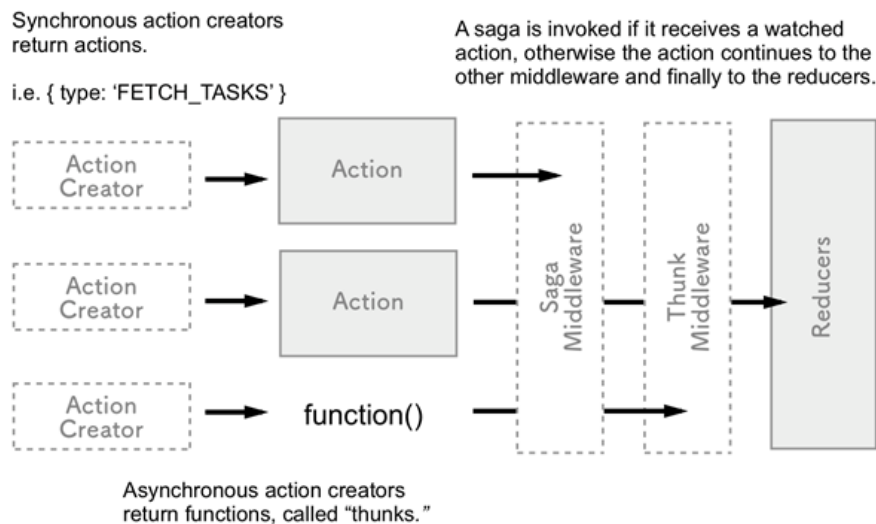 Synchronous action creators
return actions.
i.e. { type: ‘FETCH_TASKS’ }
A saga is invoked if it receives a watched
action, otherwise the action continues to the
other middleware and finally to the reducers.
Action
Creator
Action
Action
Creator
Action
Action
Creator
function()
Saga
Middleware
Thunk
Middleware
Reducers
Asynchronous action creators
return functions, called “thunks.”